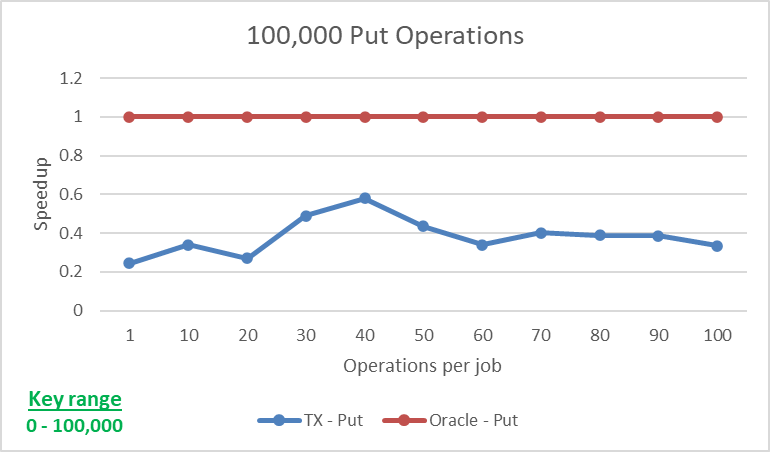 100,000 Put Operations
1.2
1
0.8
0.6
0.4
0.2
0
Speedup
1 10 20 30 40 50 60 70 80 90 100
Operations per job
Key range
0 - 100,000
TX - Put Oracle - Put